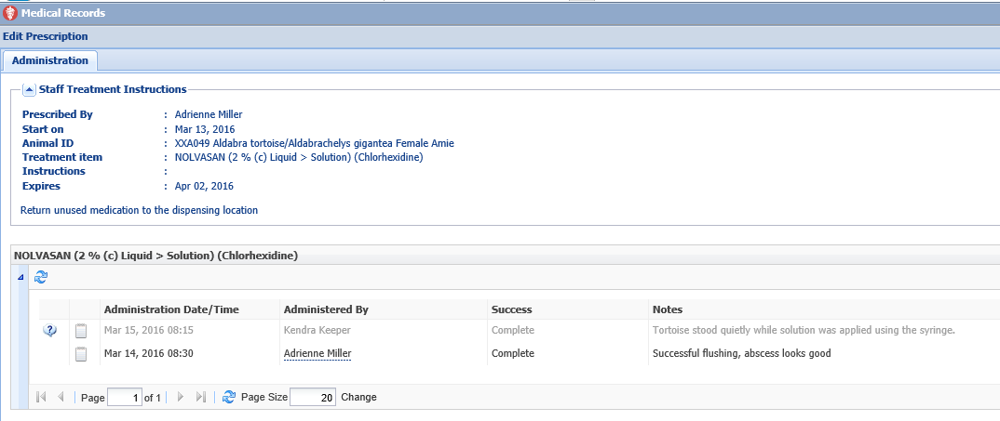 Medical Records
Edit Prescription
Administration
Staff Treatment Instructions
Prescribed By : Adrienne Miller
Start on : Mar 13, 2016
Animal ID : XXA049 Aldabra tortoise/Aldabrachelys gigantea Female Amie
Treatment item : NOLVASAN (2 % (c) Liquid > Solution) (Chlorhexidine)
Instructions :
Expires : Apr 02, 2016
Return unused medication to the dispensing location
NOLVASAN (2 % (c) Liquid > Solution) (Chlorhexidine)
Administration Date/Time Administered By Success Notes
Mar 15, 2016 08:15 Kendra Keeper Complete Tortoise stood quietly while solution was applied using the syringe.
Mar 14, 2016 08:30 Adrienne Miller Complete Successful flushing, abscess looks good
Page 1 of 1 Page Size 20 Change